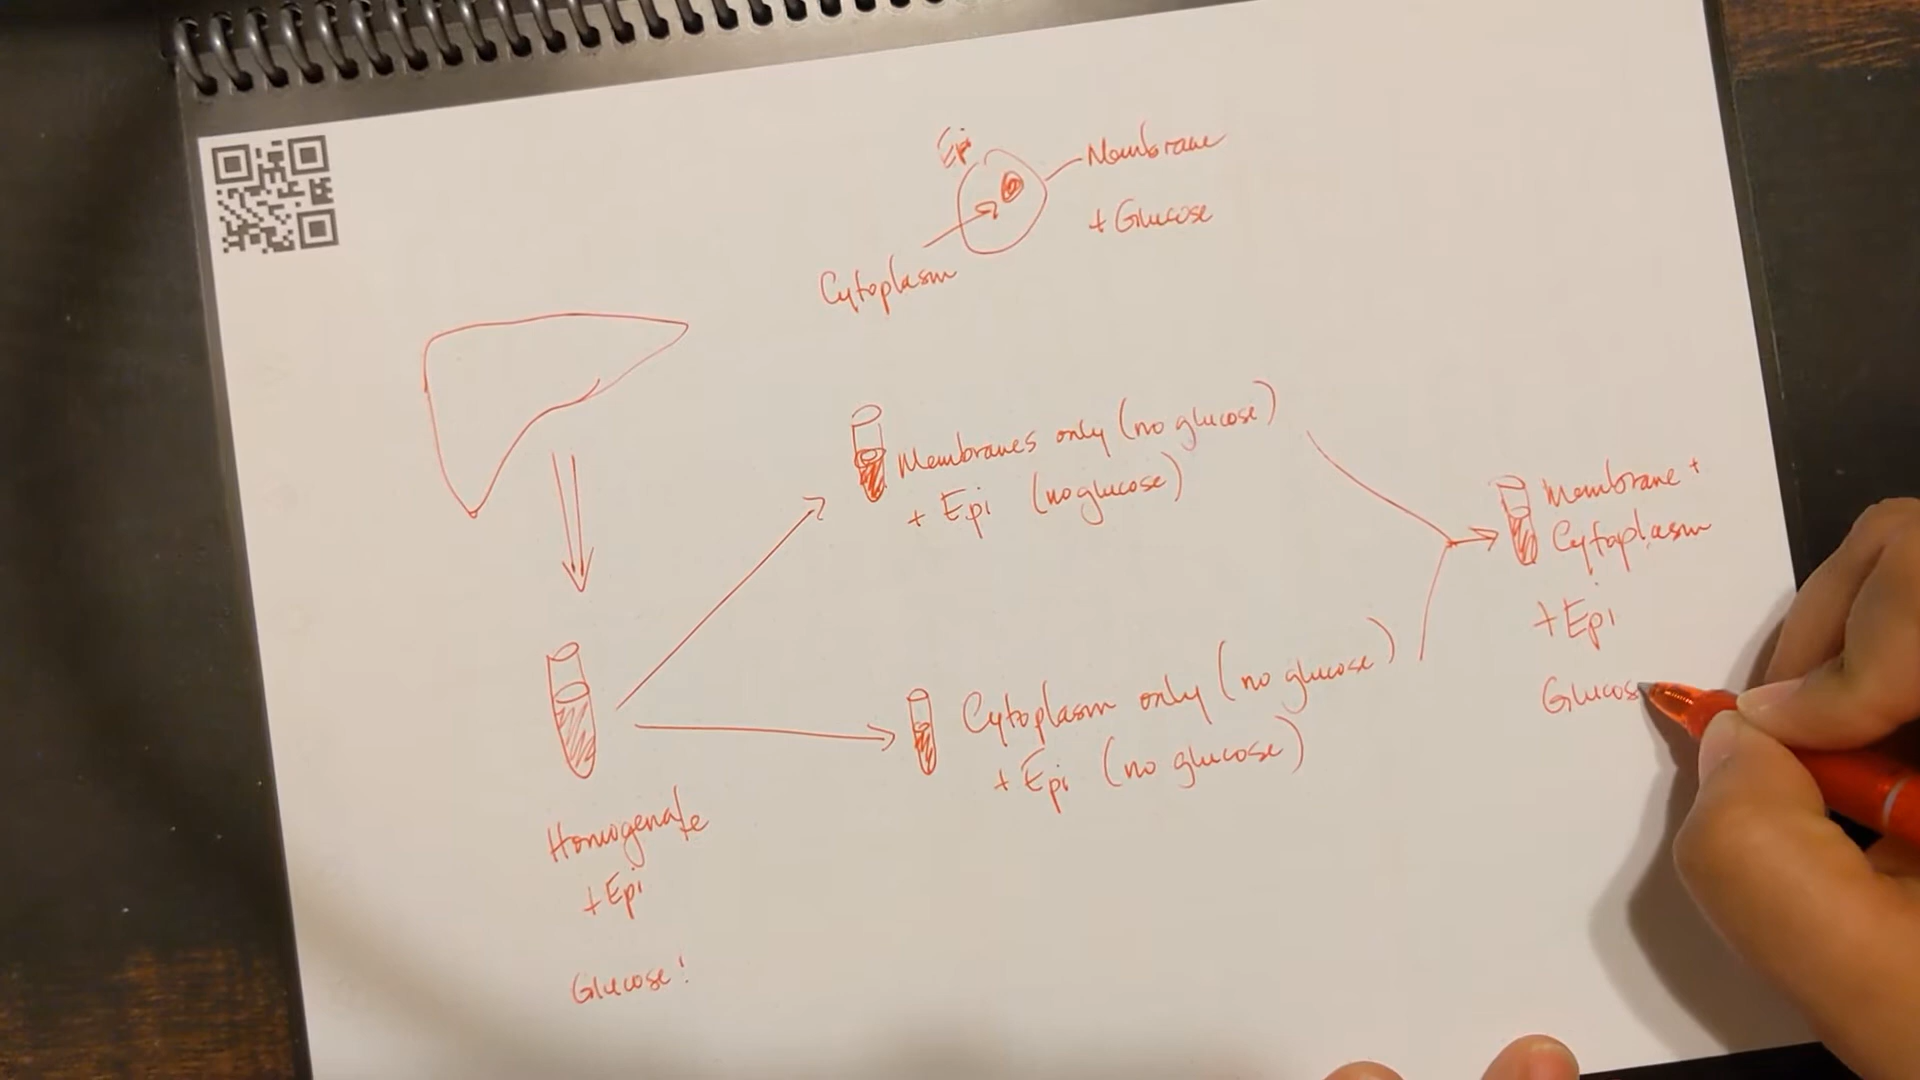 Epi
Membrane
+ Glucose
Cytoplasm
Membranes only (no glucose)
+ Epi (no glucose)
Membrane +
Cytoplasm
+ Epi
Glucos
Cytoplasm only (no glucose)
+ Epi (no glucose)
Homogenate
+ Epi
Glucose!